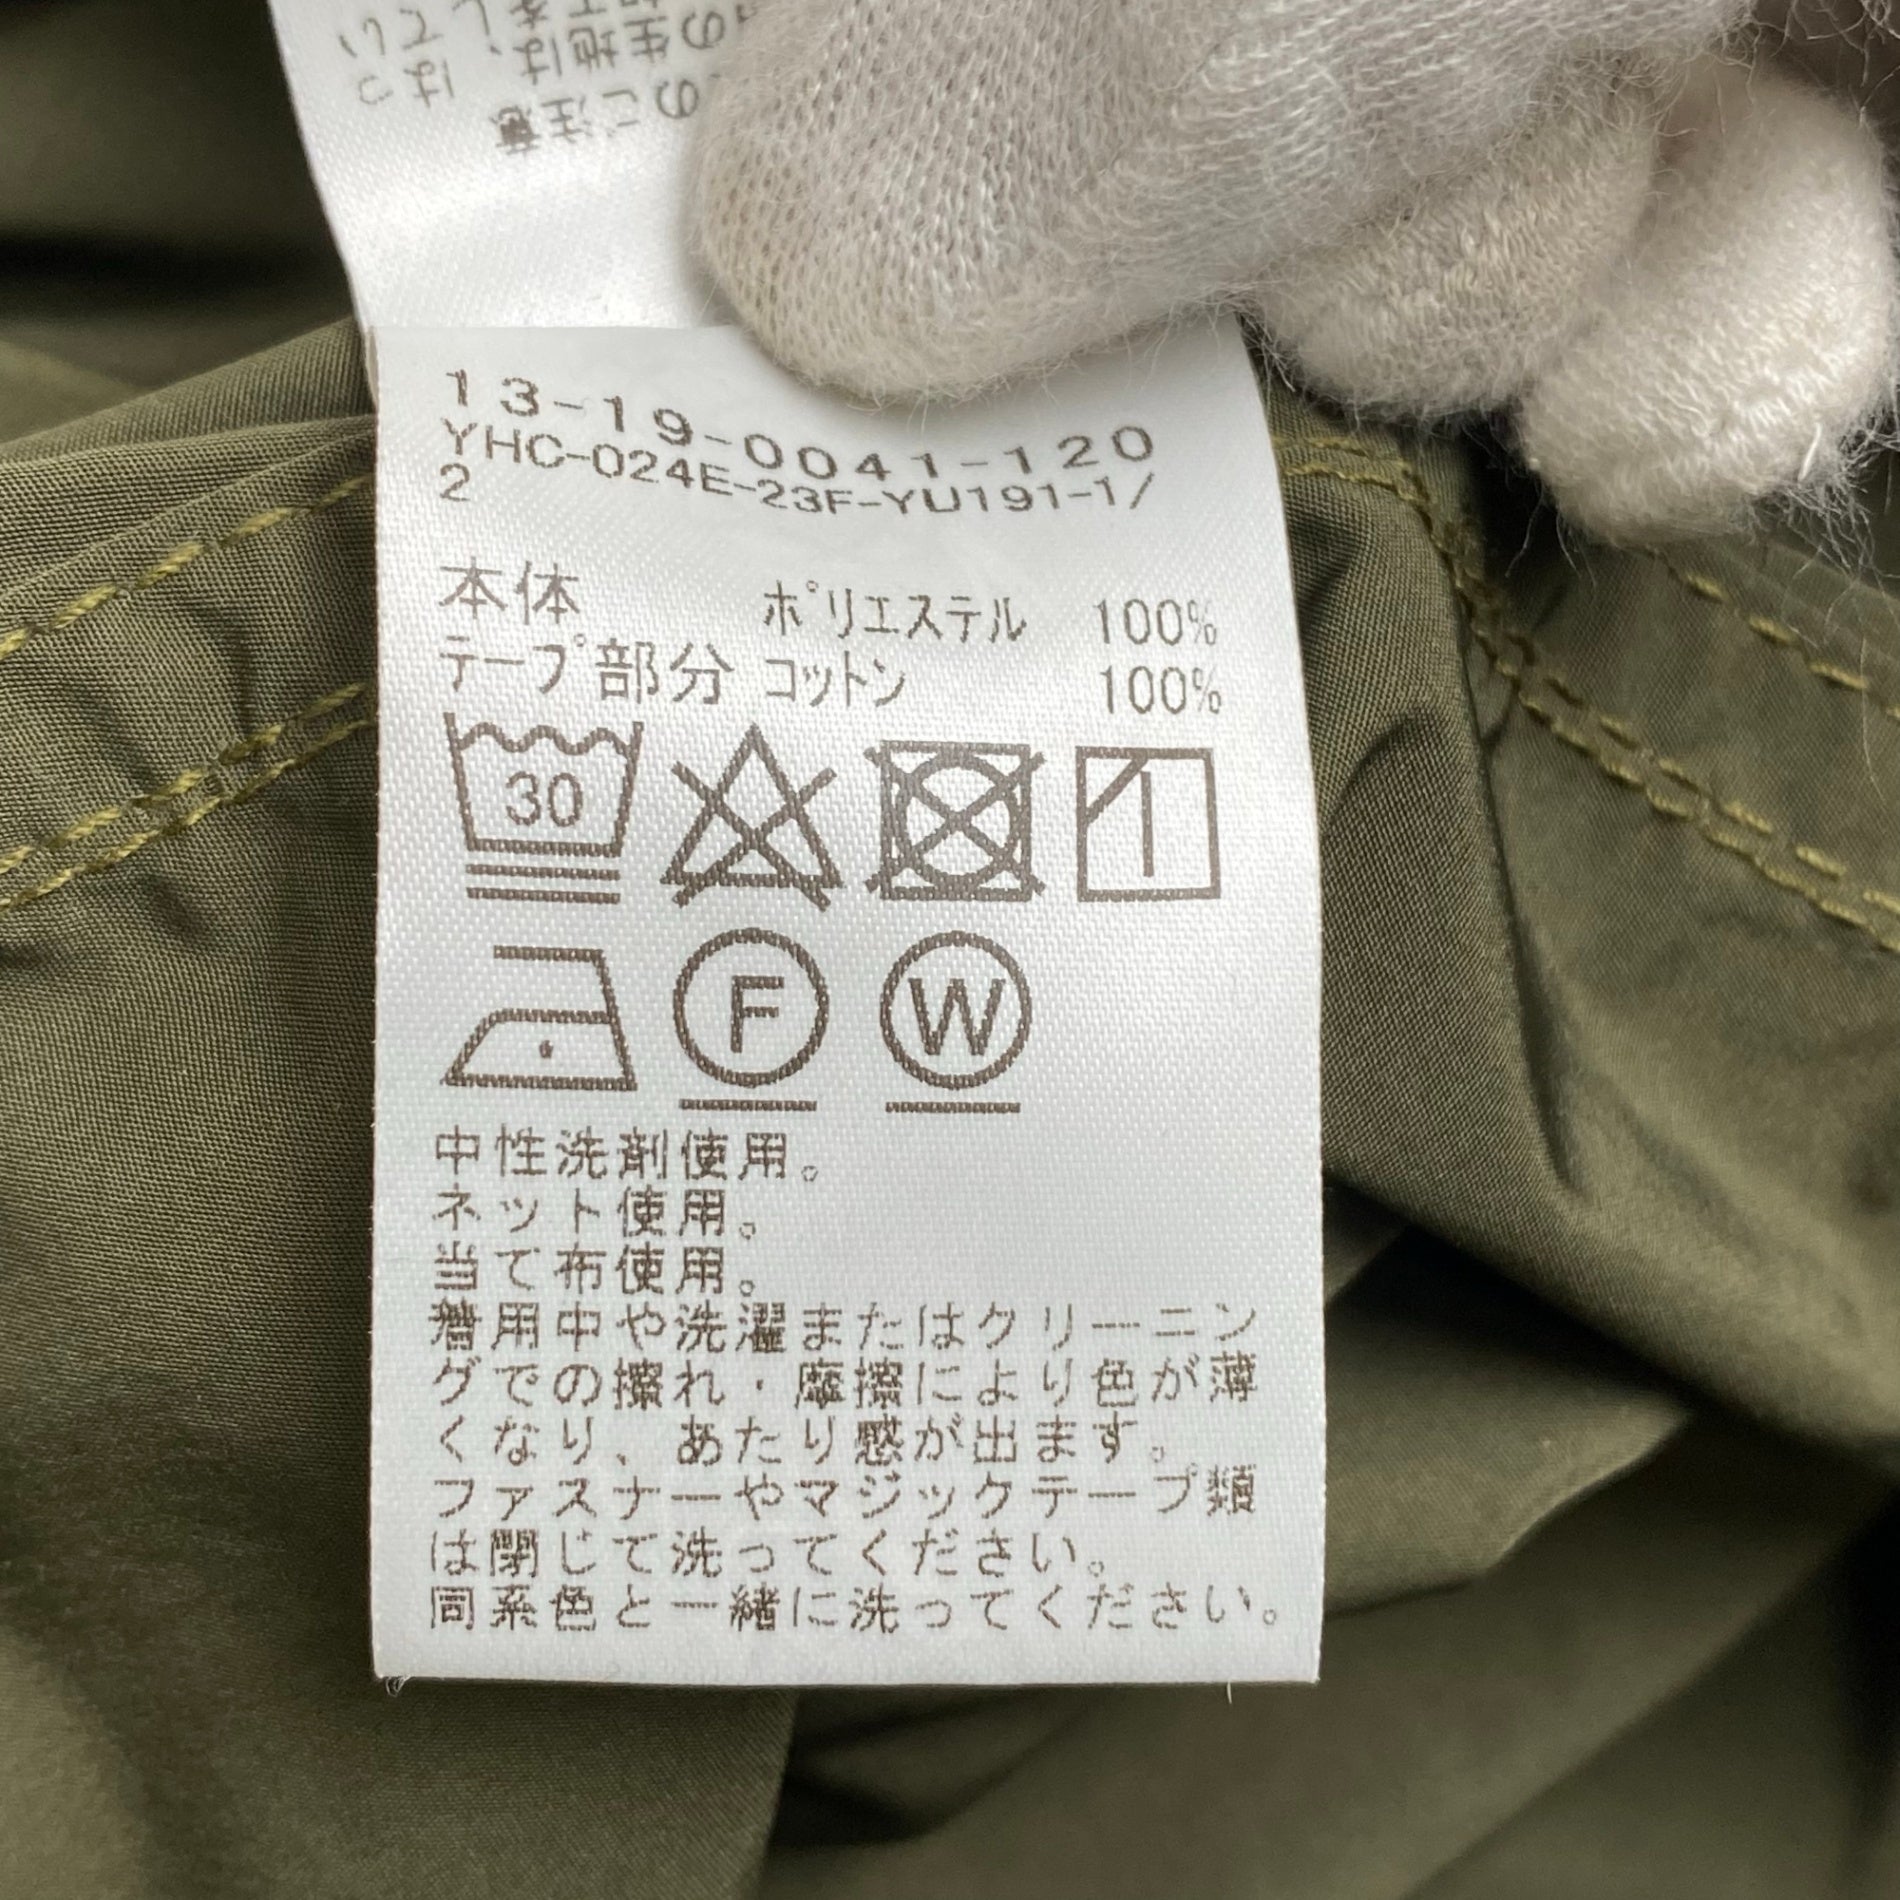 13-19-0041-120
YHC-024E-23F-YU191-1/
2
本体 ポリエステル 100%
テープ部分 コットン 100%
30
F W
中性洗剤使用。
ネット使用。
当て布使用。
着用中や洗濯またはクリーニン
グでの擦れ・摩擦により色が薄
くなり、あたり感が出ます。
ファスナーやマジックテープ類
は閉じて洗ってください。
同系色と一緒に洗ってください。